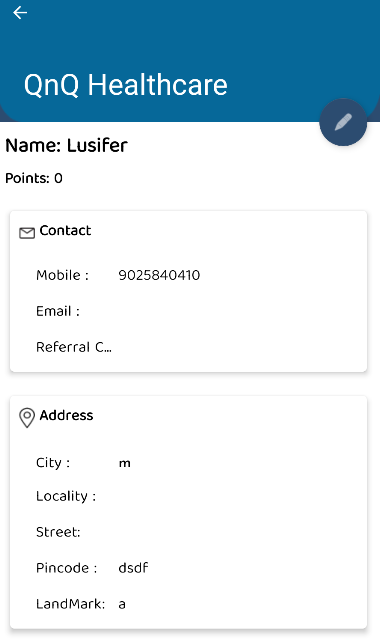 QnQ Healthcare
Name: Lusifer
Points: 0
Contact
Mobile : 9025840410
Email :
Referral C...
Address
City : m
Locality :
Street:
Pincode : dsdf
LandMark: a